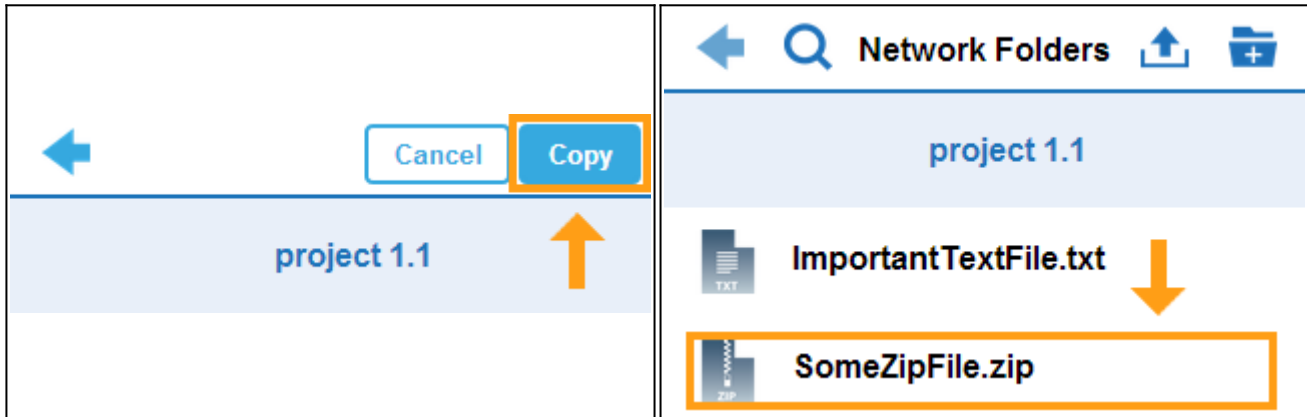 Cancel Copy
project 1.1
Network Folders
project 1.1
ImportantTextFile.txt
TXT
SomeZipFile.zip
ZIP